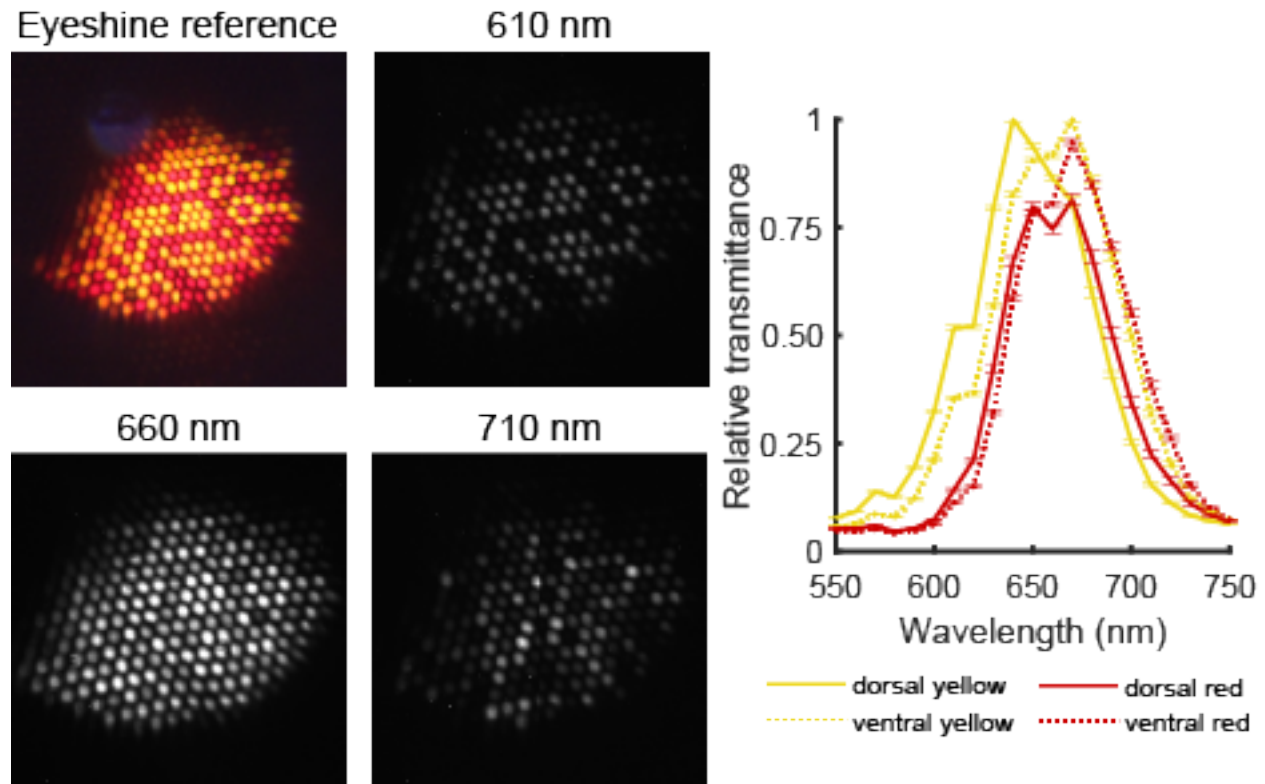 Eyeshine reference
610 nm
660 nm
710 nm
Relative transmittance
1
0.75
0.50
0.25
0
550
600
650
700
750
Wavelength (nm)
dorsal yellow
dorsal red
ventral yellow
ventral red